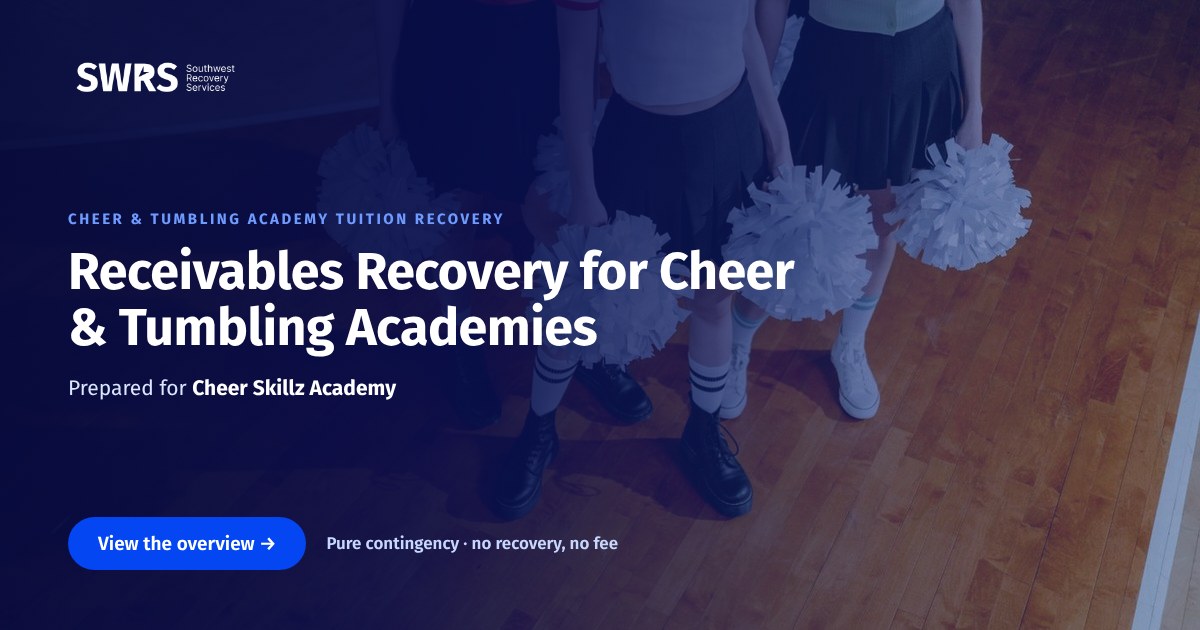 SWRS
Southwest
Recovery
Services
CHEER & TUMBLING ACADEMY TUITION RECOVERY
Receivables Recovery for Cheer
& Tumbling Academies
Prepared for Cheer Skillz Academy
View the overview →
Pure contingency · no recovery, no fee